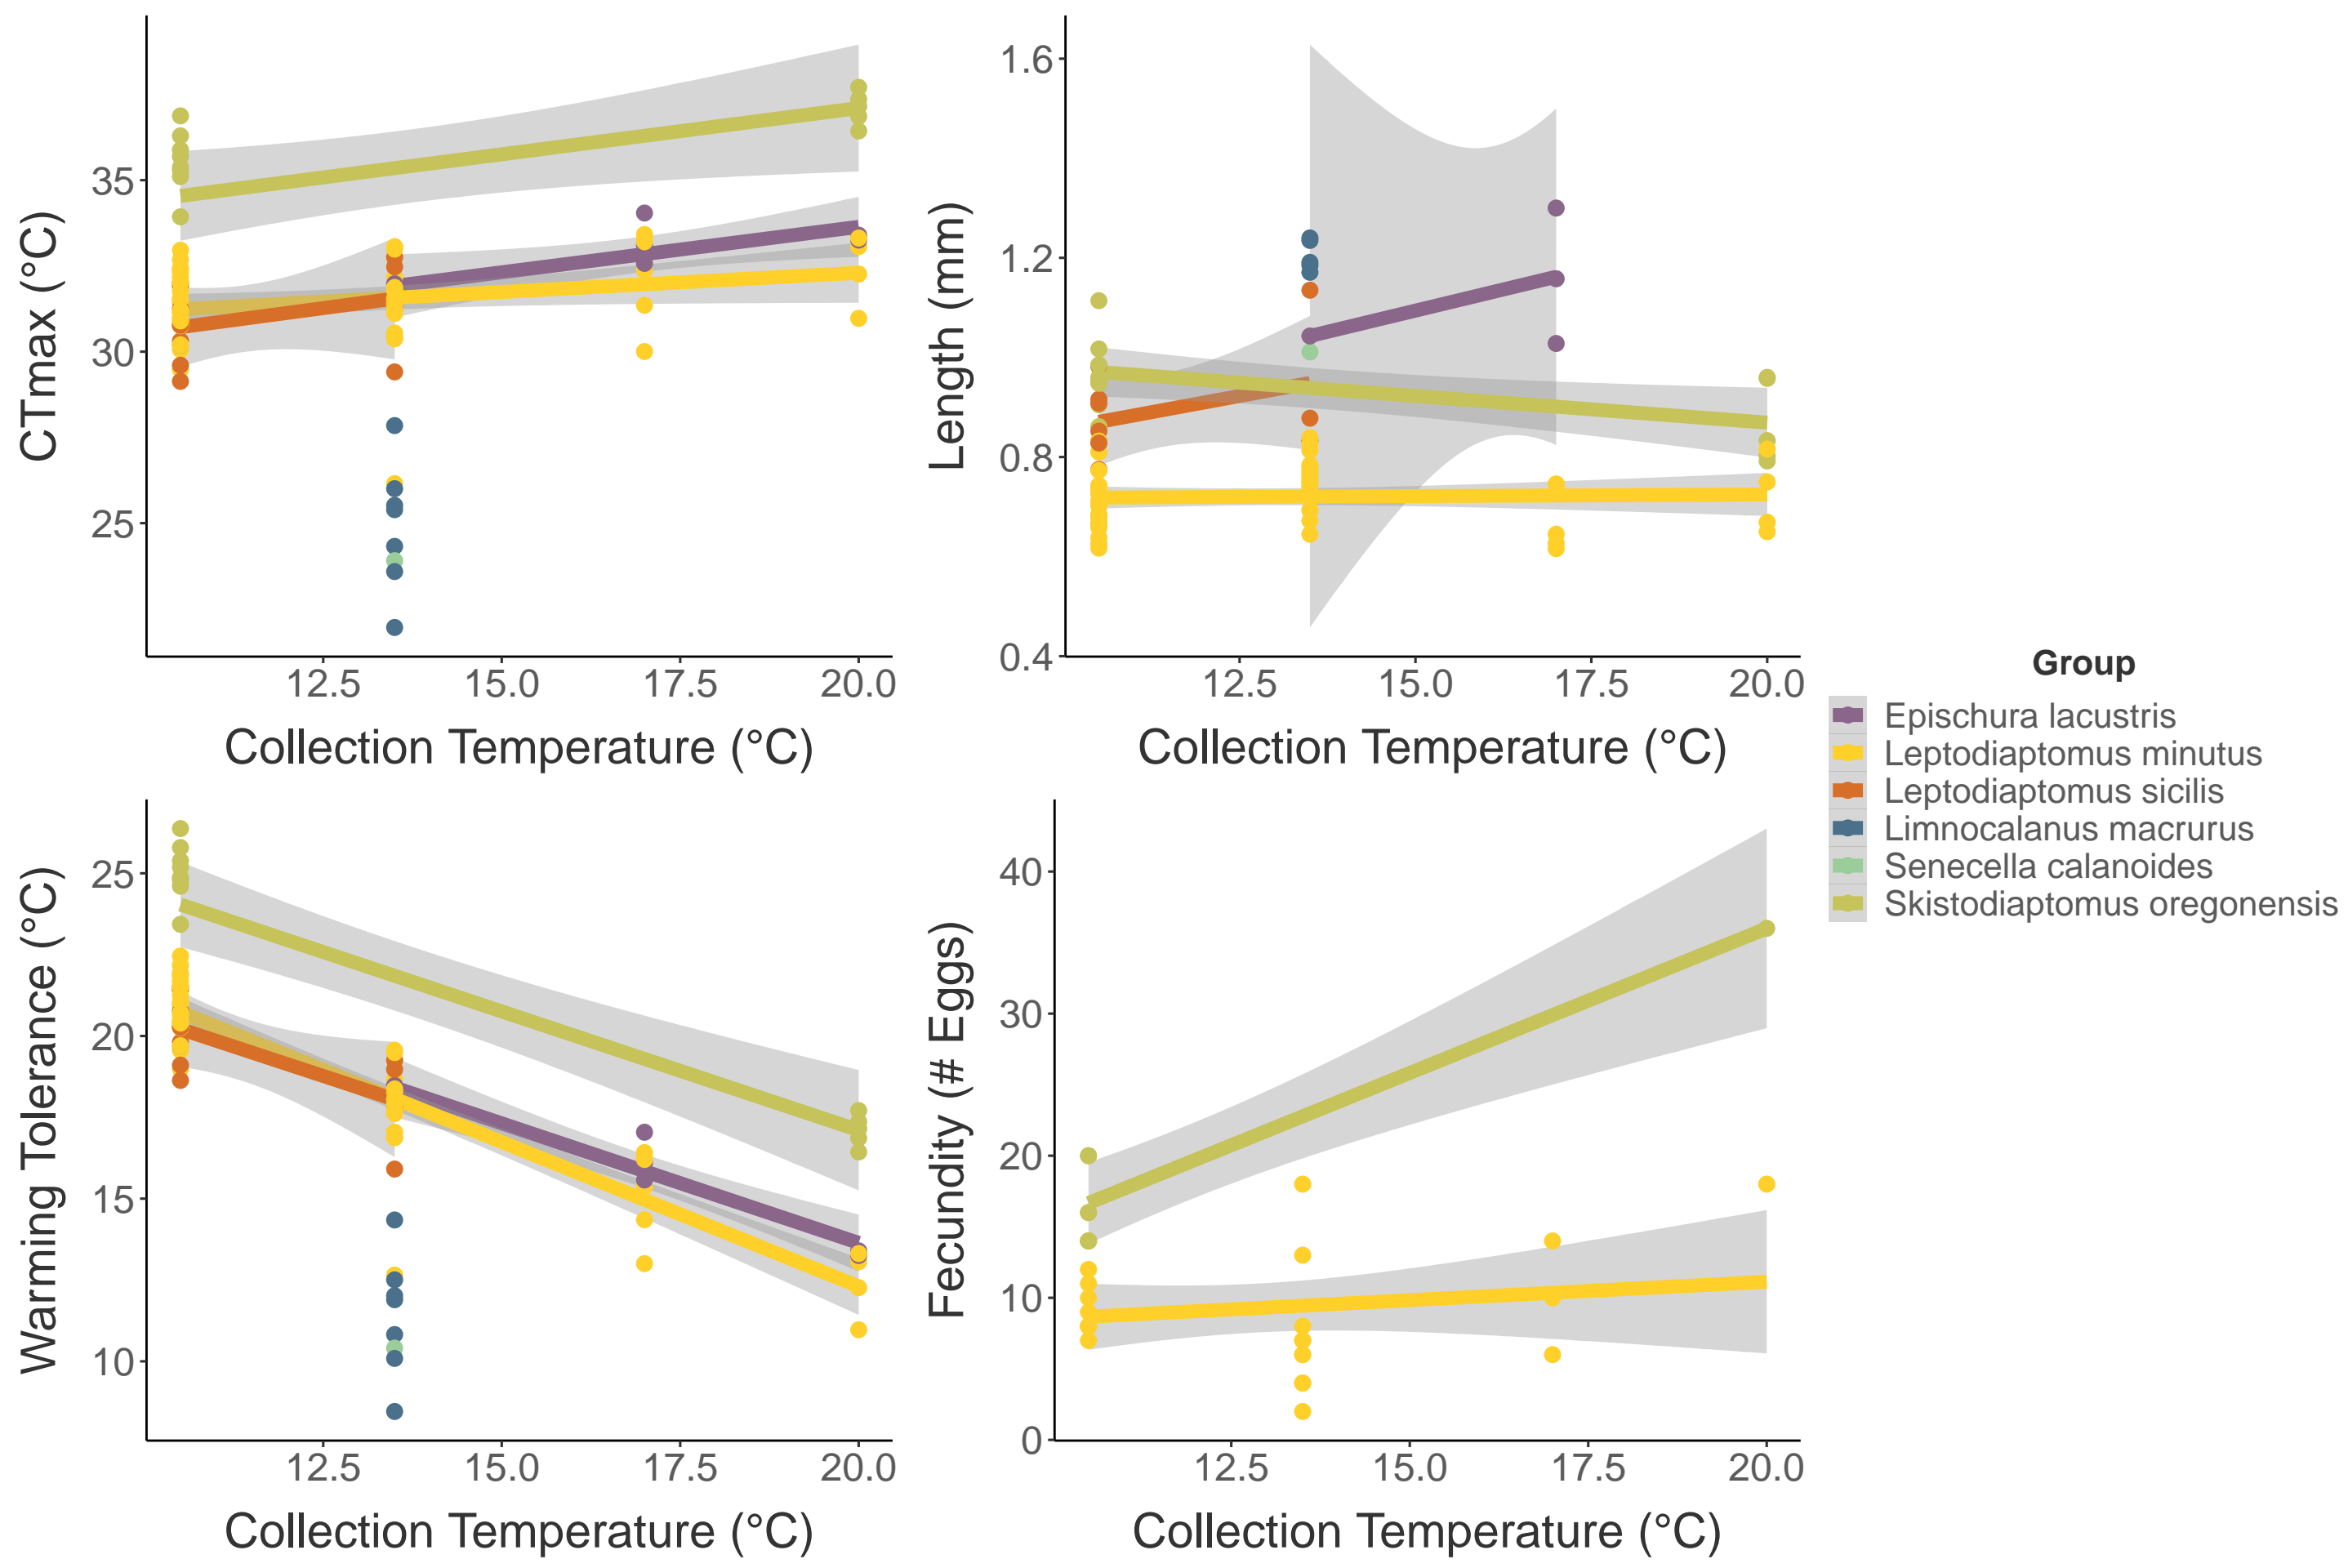 CTmax (°C)
35
30
25
12.5 15.0 17.5 20.0
Collection Temperature (°C)
Length (mm)
1.6
1.2
0.8
0.4
12.5 15.0 17.5 20.0
Collection Temperature (°C)
Warming Tolerance (°C)
25
20
15
10
12.5 15.0 17.5 20.0
Collection Temperature (°C)
Fecundity (# Eggs)
40
30
20
10
0
12.5 15.0 17.5 20.0
Collection Temperature (°C)
Group
Epischura lacustris
Leptodiaptomus minutus
Leptodiaptomus sicilis
Limnocalanus macrurus
Senecella calanoides
Skistodiaptomus oregonensis